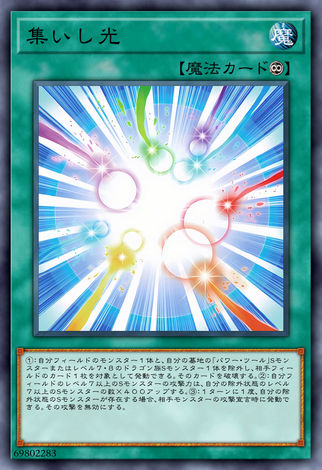 集いし光
魔
【魔法カード】
①:自分フィールドのモンスター1体と、自分の墓地の「パワー・ツール」Sモン
スターまたはレベル7・8のドラゴン族Sモンスター1体を除外し、相手フィ
ールドのカード1枚を対象として発動できる。そのカードを破壊する。②:自分フ
ィールドのレベル7以上のSモンスターの攻撃力は、自分の除外状態のレベル
7以上のSモンスターの数×400アップする。③:1ターンに1度、自分の除
外状態のSモンスターが存在する場合、相手モンスターの攻撃宣言時に発動で
きる。その攻撃を無効にする。
69802283